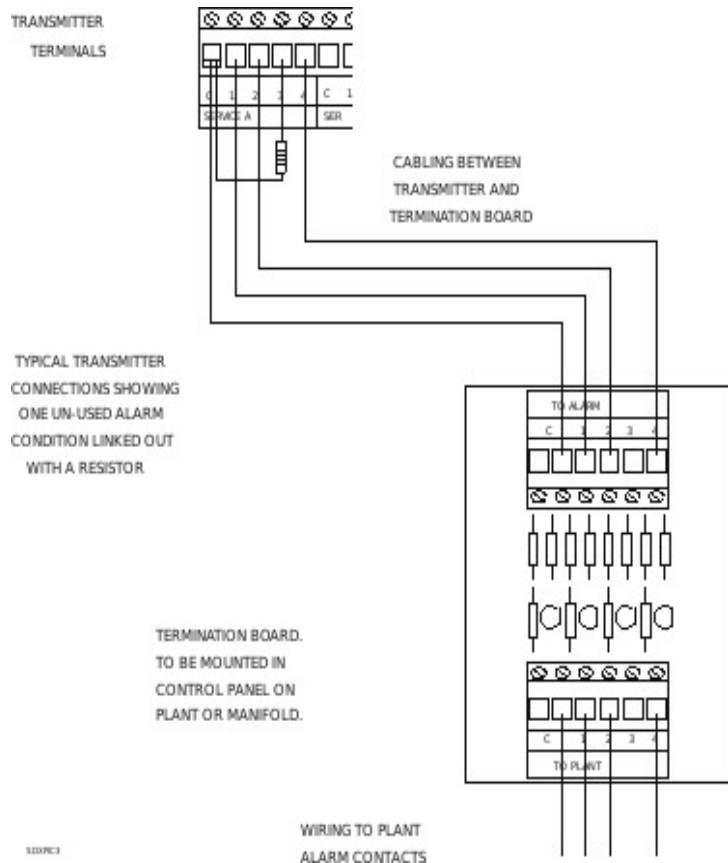 TRANSMITTER
TERMINALS
C 1 2 3 4 C 1
SERVICE A SER
CABLING BETWEEN
TRANSMITTER AND
TERMINATION BOARD
TYPICAL TRANSMITTER
CONNECTIONS SHOWING
ONE UN-USED ALARM
CONDITION LINKED OUT
WITH A RESISTOR
TO ALARM
C 1 2 3 4
TERMINATION BOARD.
TO BE MOUNTED IN
CONTROL PANEL ON
PLANT OR MANIFOLD.
C 1 2 3 4
TO PLANT
WIRING TO PLANT
ALARM CONTACTS